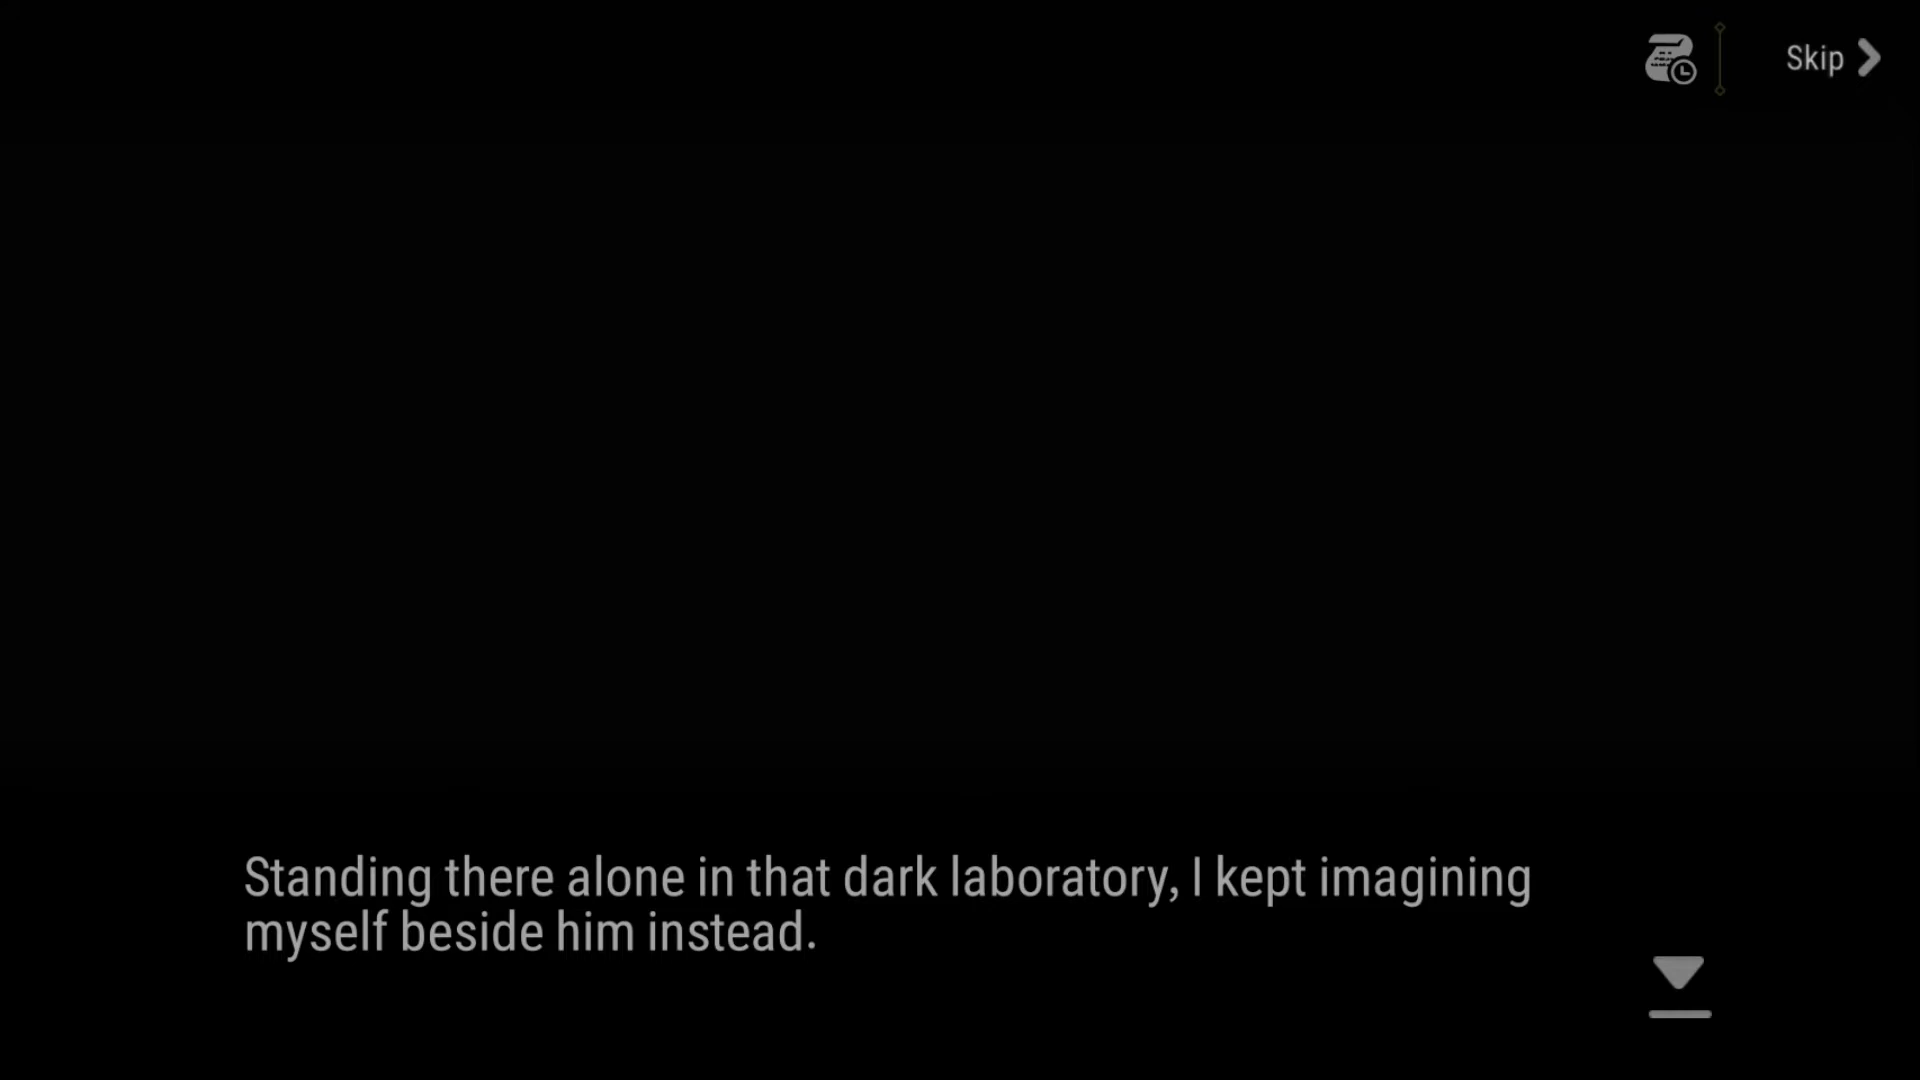 Skip
Standing there alone in that dark laboratory, I kept imagining
myself beside him instead.